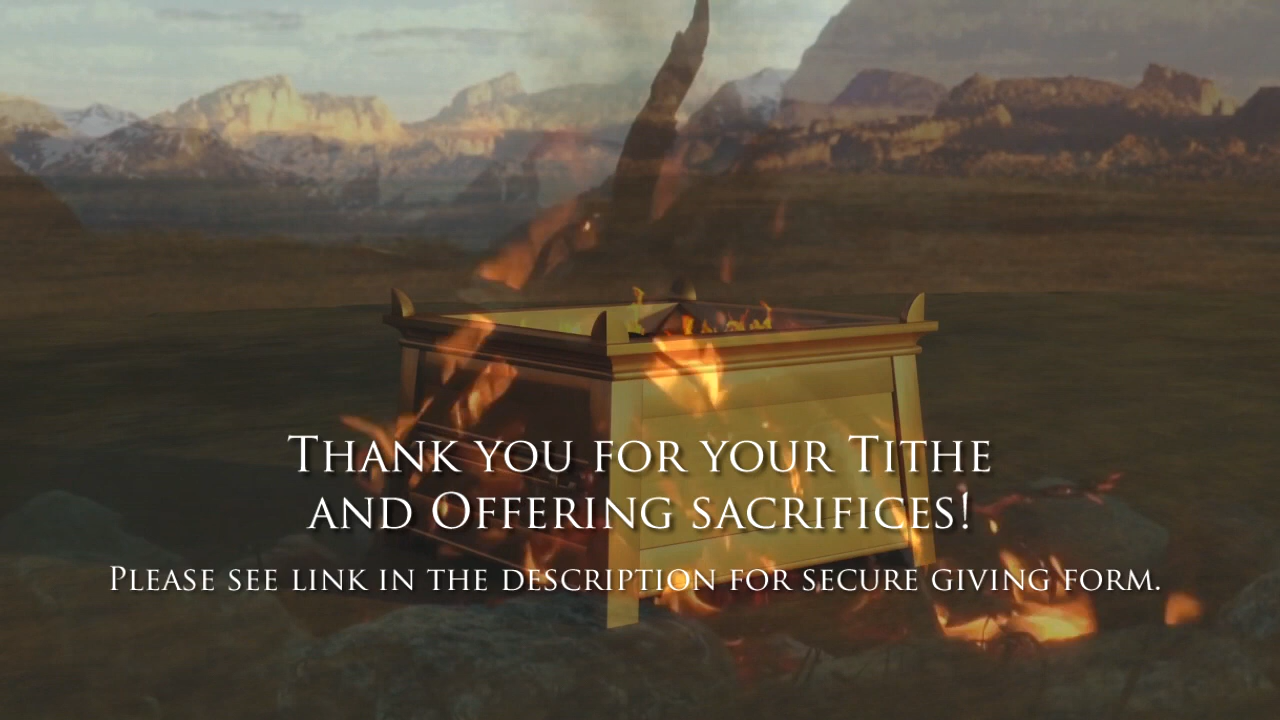 Thank you for your Tithe
and Offering sacrifices!
Please see link in the description for secure giving form.